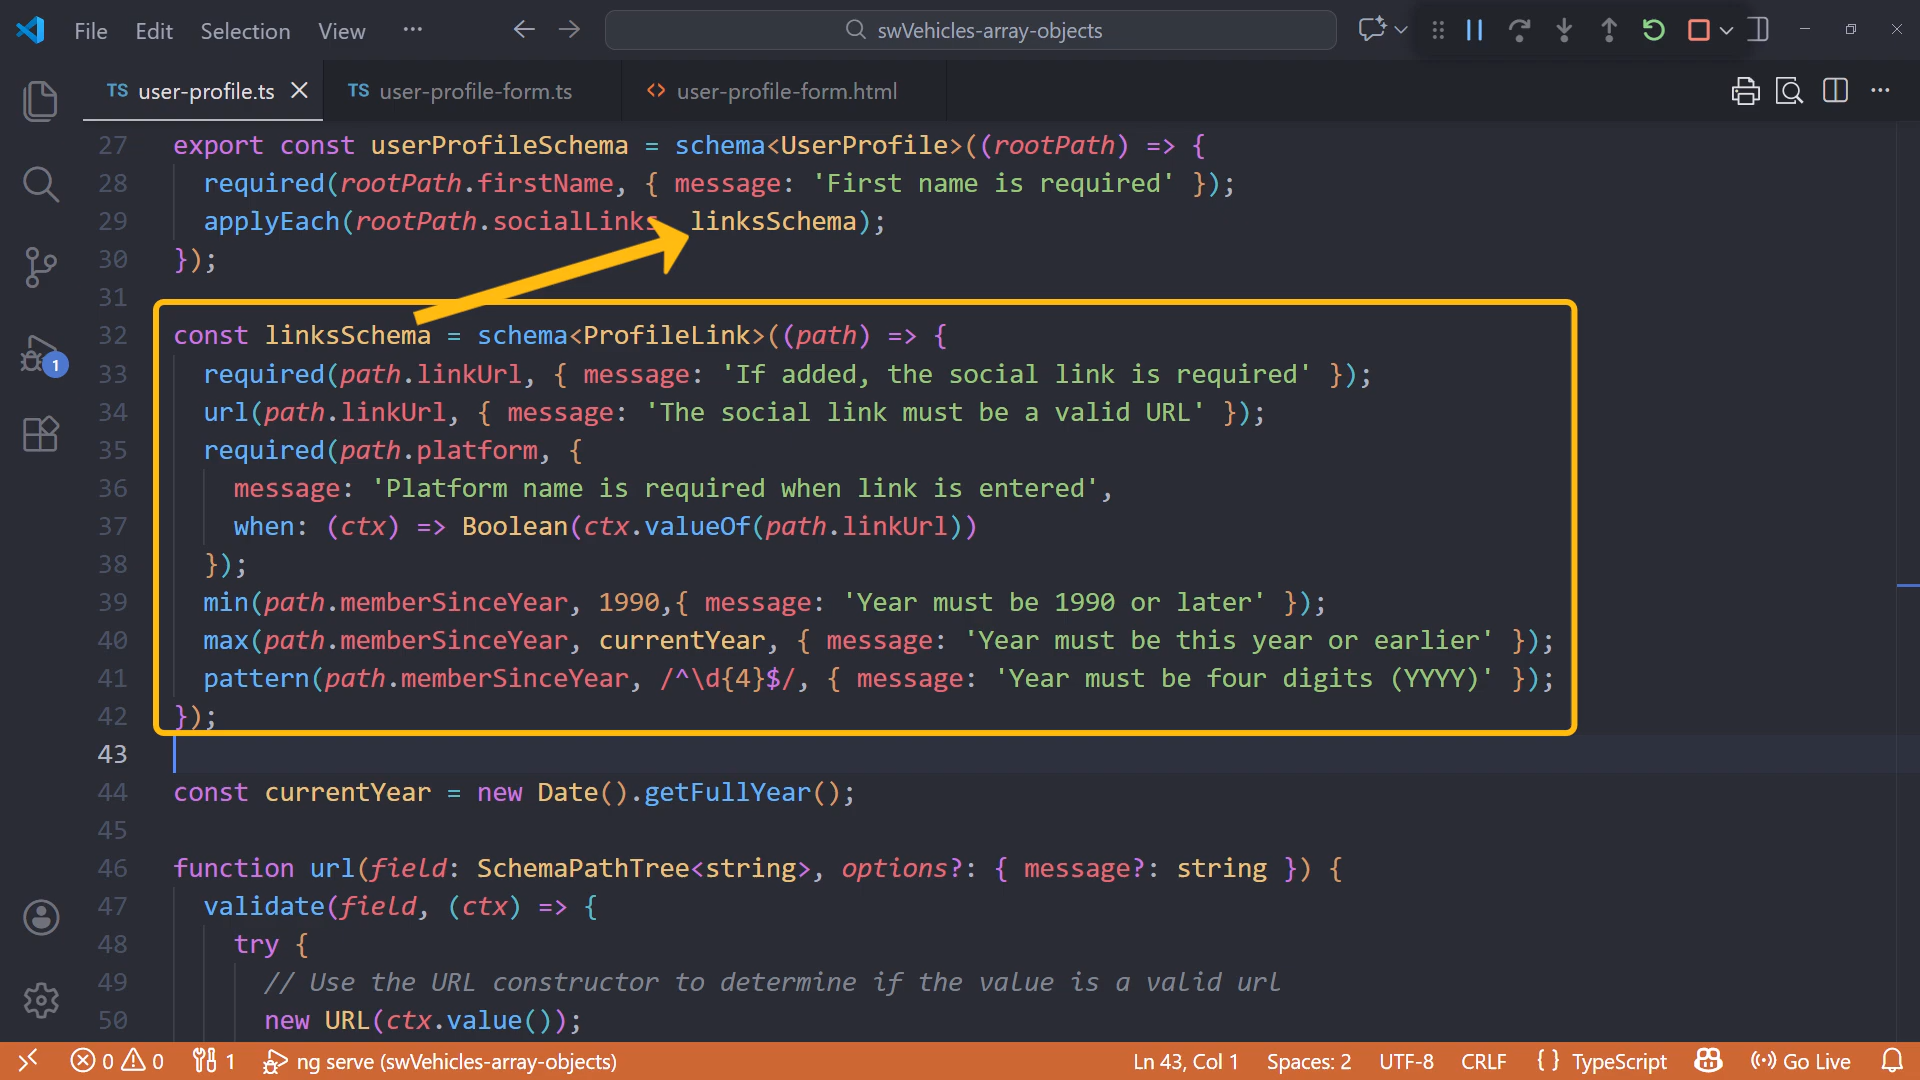 File Edit Selection View ··· swVehicles-array-objects
TS user-profile.ts TS user-profile-form.ts <> user-profile-form.html
27 export const userProfileSchema = schema<UserProfile>((rootPath) => {
28 required(rootPath.firstName, { message: 'First name is required' });
29 applyEach(rootPath.socialLinks linksSchema);
30 });
31
32 const linksSchema = schema<ProfileLink>((path) => {
33 required(path.linkUrl, { message: 'If added, the social link is required' });
34 url(path.linkUrl, { message: 'The social link must be a valid URL' });
35 required(path.platform, {
36 message: 'Platform name is required when link is entered',
37 when: (ctx) => Boolean(ctx.valueOf(path.linkUrl))
38 });
39 min(path.memberSinceYear, 1990,{ message: 'Year must be 1990 or later' });
40 max(path.memberSinceYear, currentYear, { message: 'Year must be this year or earlier' });
41 pattern(path.memberSinceYear, /^\d{4}$/, { message: 'Year must be four digits (YYYY)' });
42 });
43
44 const currentYear = new Date().getFullYear();
45
46 function url(field: SchemaPathTree<string>, options?: { message?: string }) {
47 validate(field, (ctx) => {
48 try {
49 // Use the URL constructor to determine if the value is a valid url
50 new URL(ctx.value());
1
0 0 1 ng serve (swVehicles-array-objects) Ln 43, Col 1 Spaces: 2 UTF-8 CRLF { } TypeScript Go Live